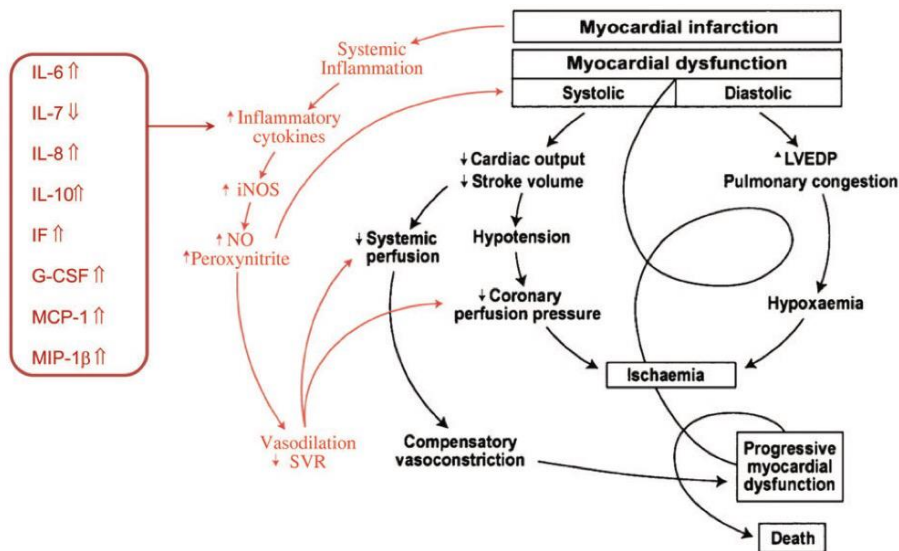 Myocardial infarction
Systemic
Inflammation
Myocardial dysfunction
Systolic
Diastolic
IL-6⇑
IL-7⇓
IL-8⇑
IL-10⇑
IF⇑
G-CSF⇑
MCP-1⇑
MIP-1β⇑
↑Inflammatory
cytokines
↑ iNOS
↑NO
↑Peroxynitrite
↓Cardiac output
↓Stroke volume
▲LVEDP
Pulmonary congestion
↓Systemic
perfusion
Hypotension
↓Coronary
perfusion pressure
Hypoxaemia
Ischaemia
Vasodilation
↓ SVR
Compensatory
vasoconstriction
Progressive
myocardial
dysfunction
Death